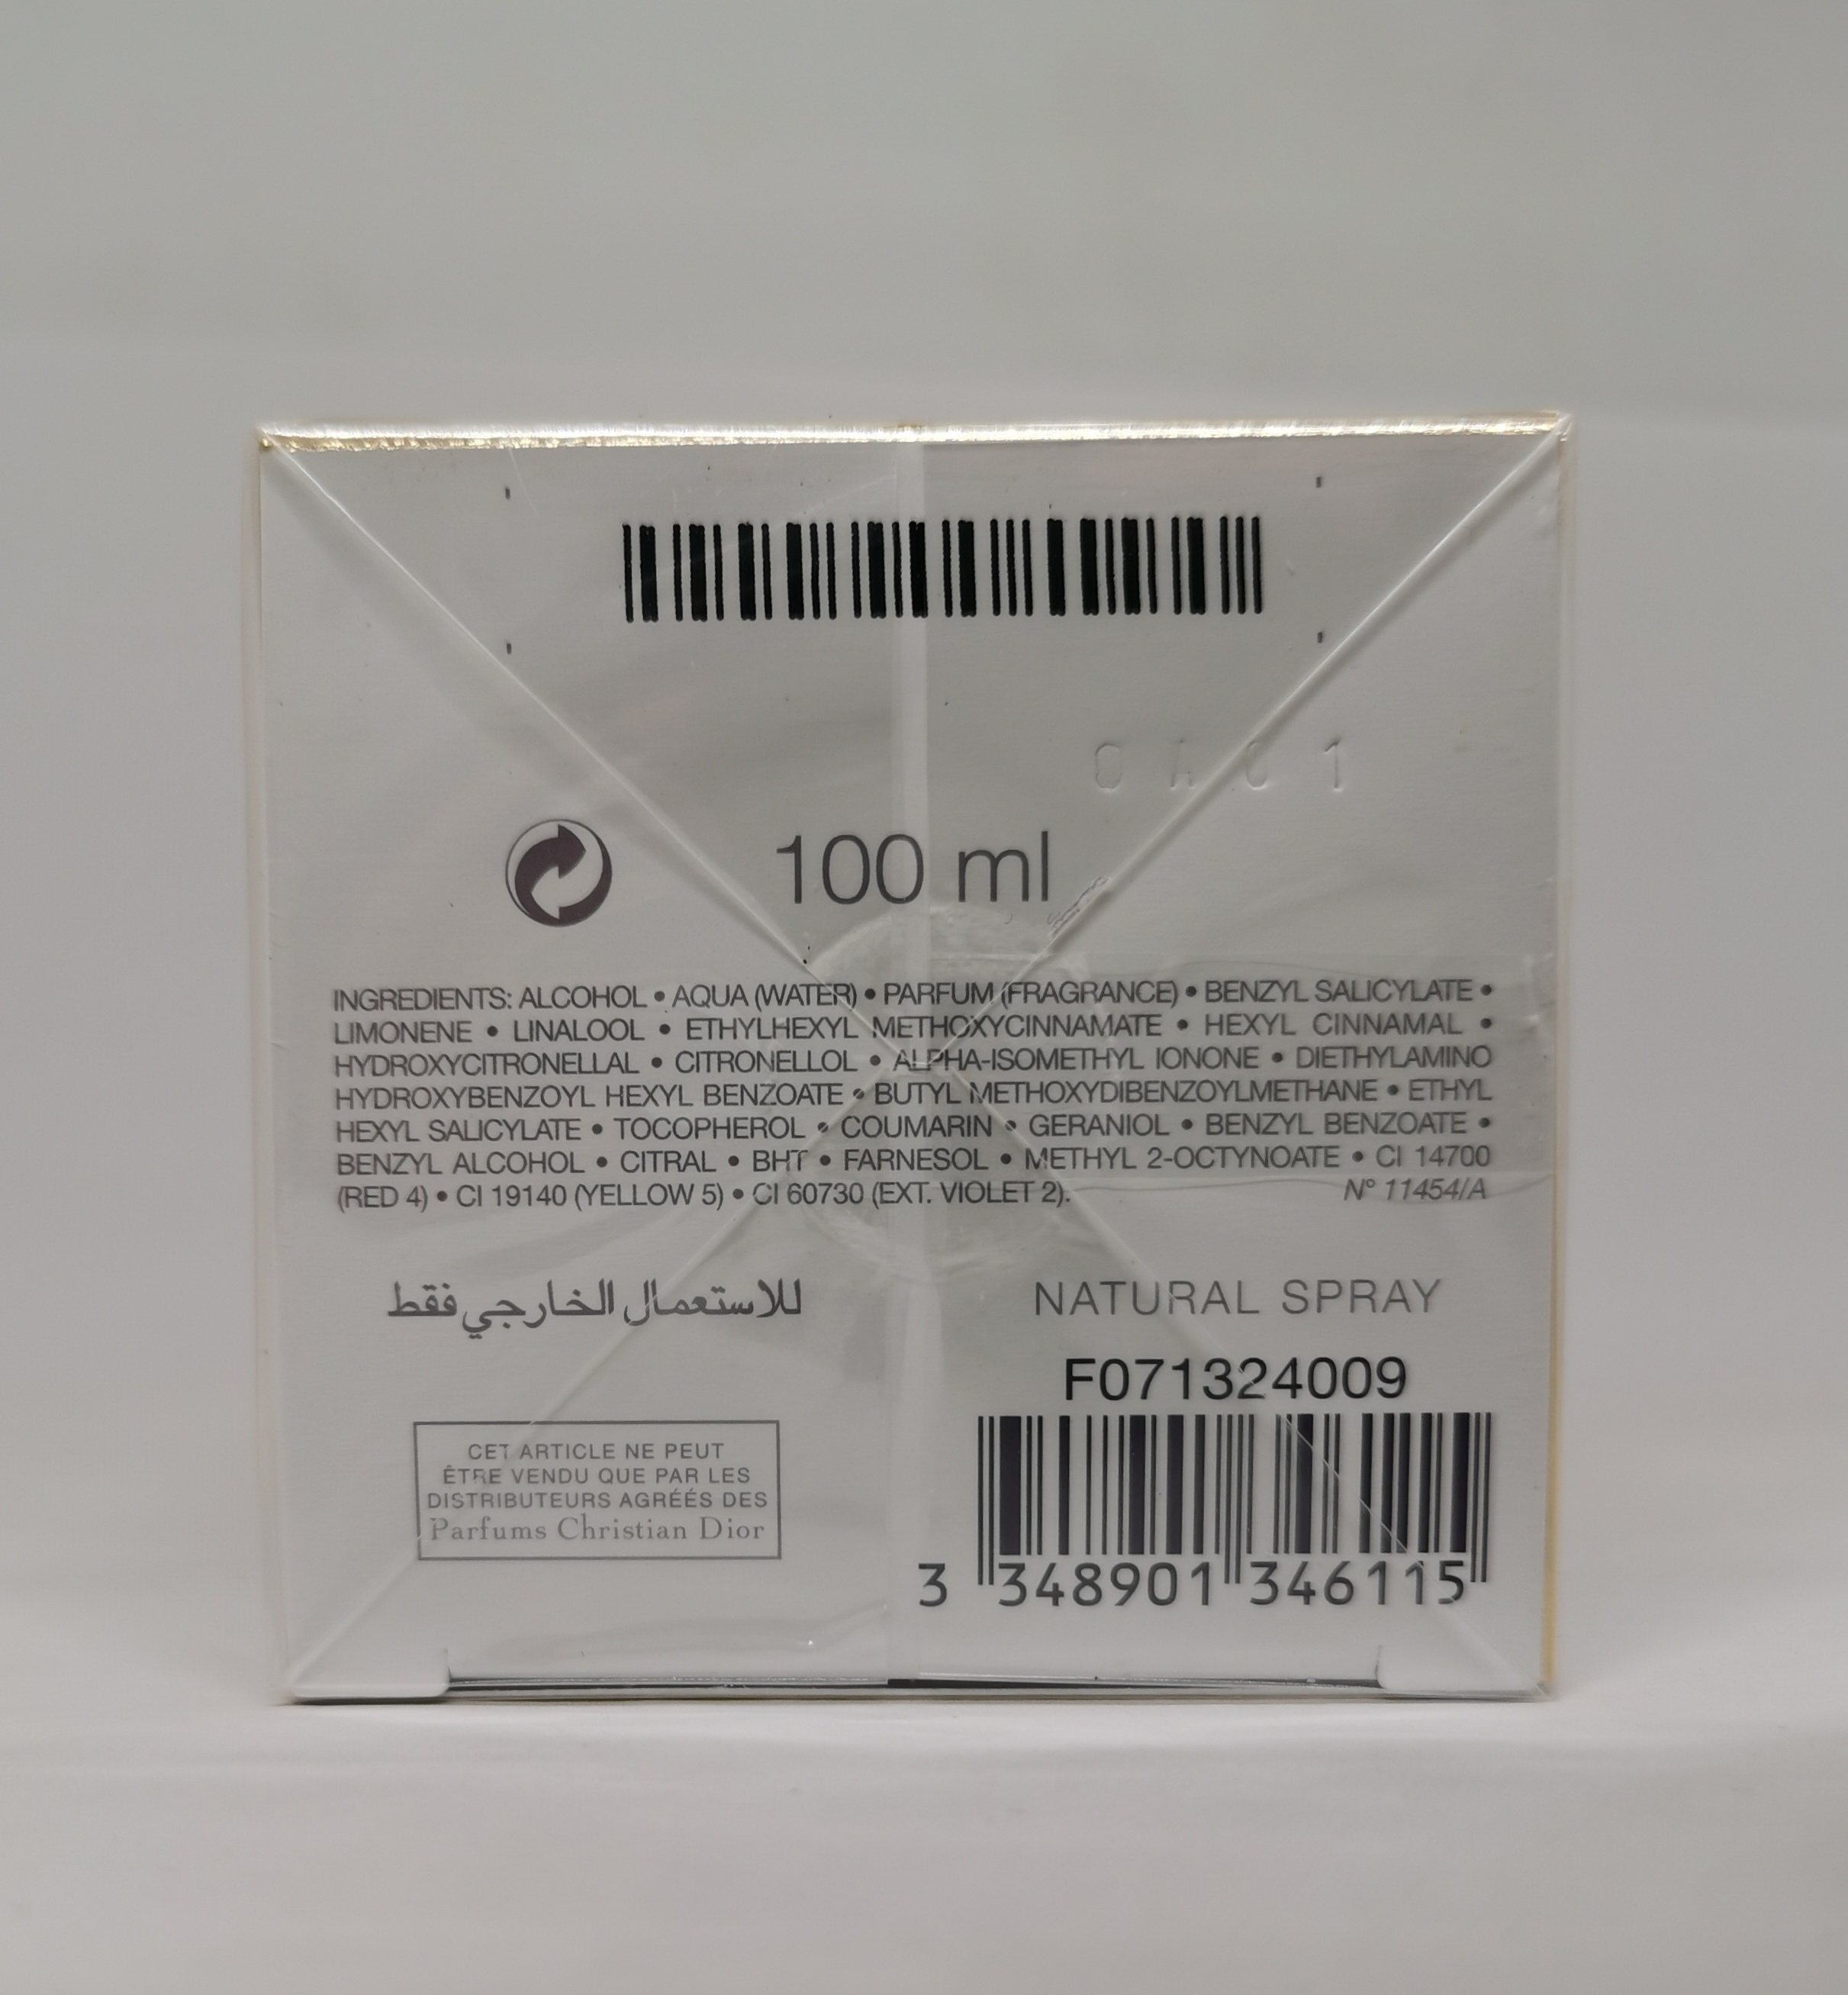 100 ml
INGREDIENTS: ALCOHOL • AQUA (WATER) • PARFUM (FRAGRANCE) • BENZYL SALICYLATE •
LIMONENE • LINALOOL • ETHYLHEXYL METHOXYCINNAMATE • HEXYL CINNAMAL •
HYDROXYCITRONELLAL • CITRONELLOL • ALPHA-ISOMETHYL IONONE • DIETHYLAMINO
HYDROXYBENZOYL HEXYL BENZOATE • BUTYL METHOXYDIBENZOYLMETHANE • ETHYL
HEXYL SALICYLATE • TOCOPHEROL • COUMARIN • GERANIOL • BENZYL BENZOATE •
BENZYL ALCOHOL • CITRAL • BHT • FARNESOL • METHYL 2-OCTYNOATE • CI 14700
(RED 4) • CI 19140 (YELLOW 5) • CI 60730 (EXT. VIOLET 2).
N° 11454/A
للاستعمال الخارجي فقط
NATURAL SPRAY
F071324009
CET ARTICLE NE PEUT
ÊTRE VENDU QUE PAR LES
DISTRIBUTEURS AGRÉÉS DES
Parfums Christian Dior
3 348901 346115